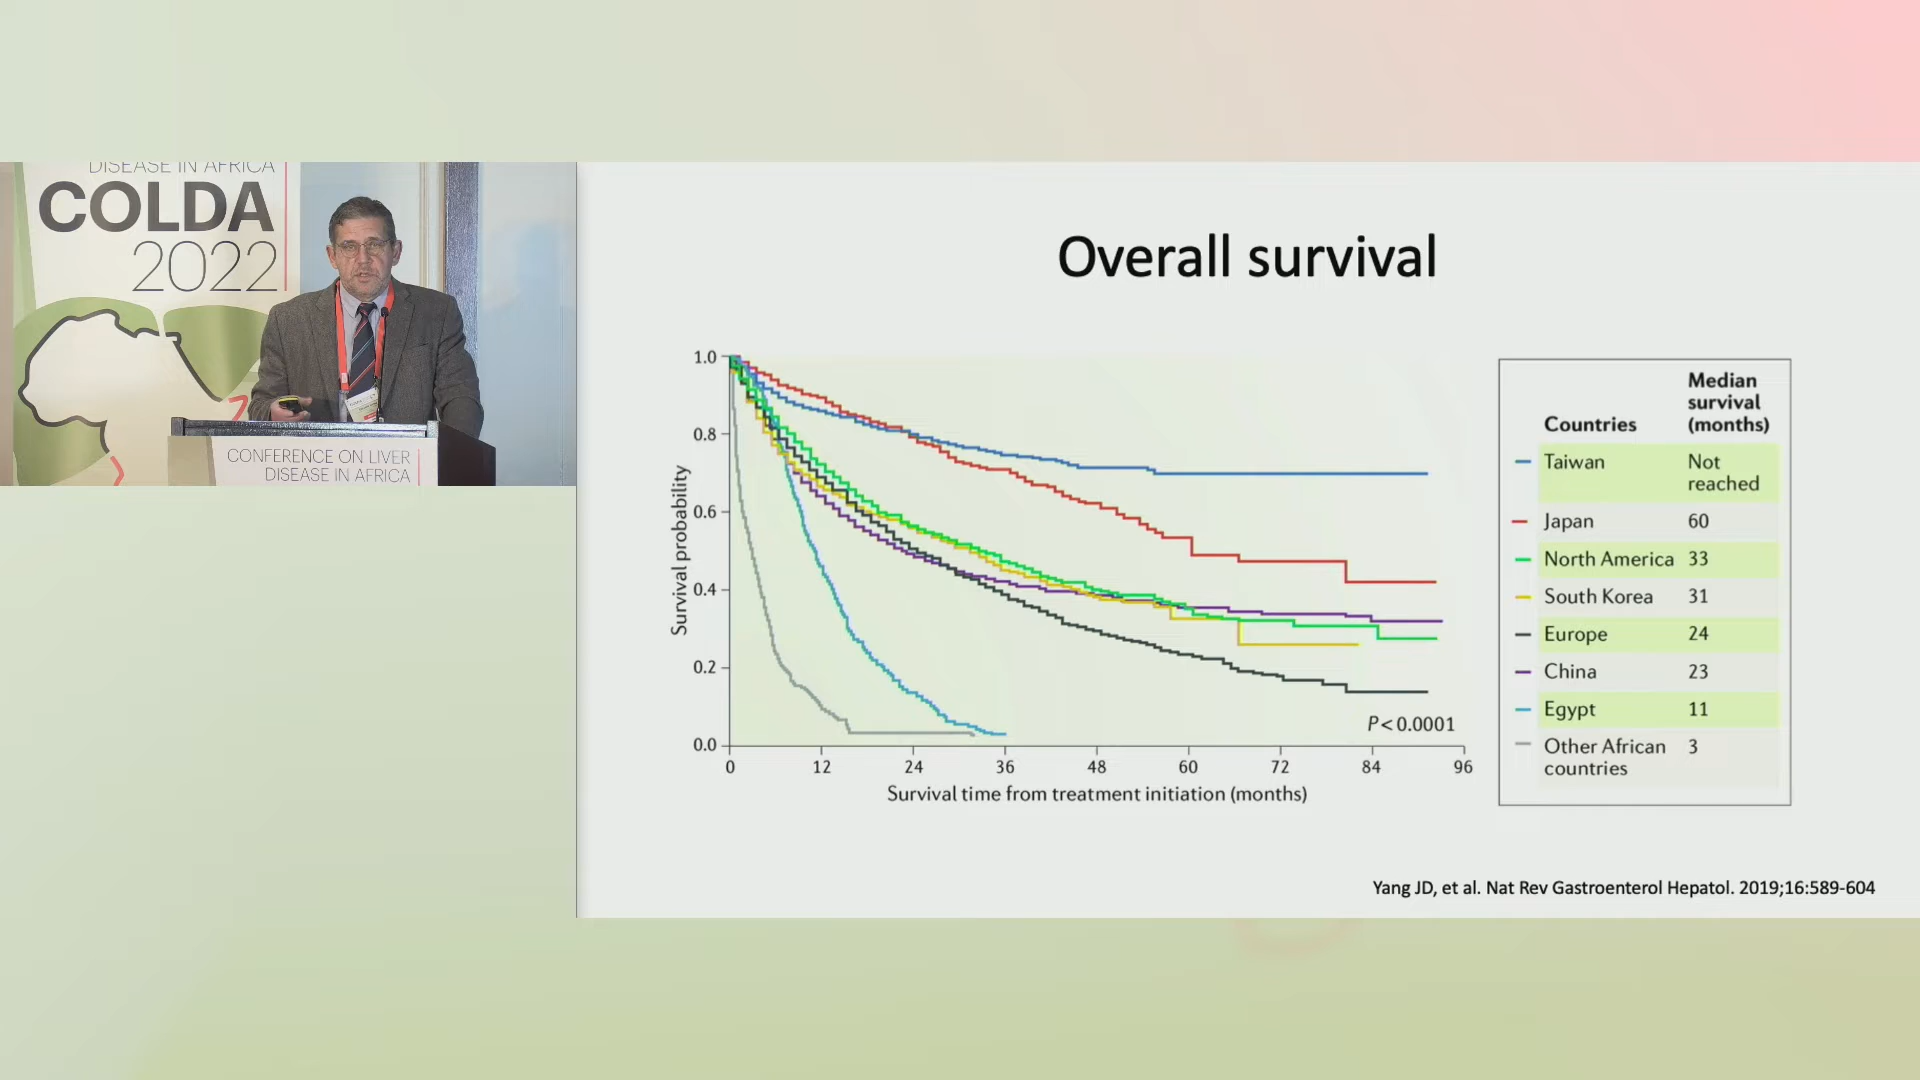 DISEASE IN AFRICA
COLDA
2022
CONFERENCE ON LIVER
DISEASE IN AFRICA
Overall survival
1.0
0.8
0.6
0.4
0.2
0.0
Survival probability
0 12 24 36 48 60 72 84 96
Survival time from treatment initiation (months)
P < 0.0001
Countries Median survival (months)
Taiwan Not reached
Japan 60
North America 33
South Korea 31
Europe 24
China 23
Egypt 11
Other African countries 3
Yang JD, et al. Nat Rev Gastroenterol Hepatol. 2019;16:589-604